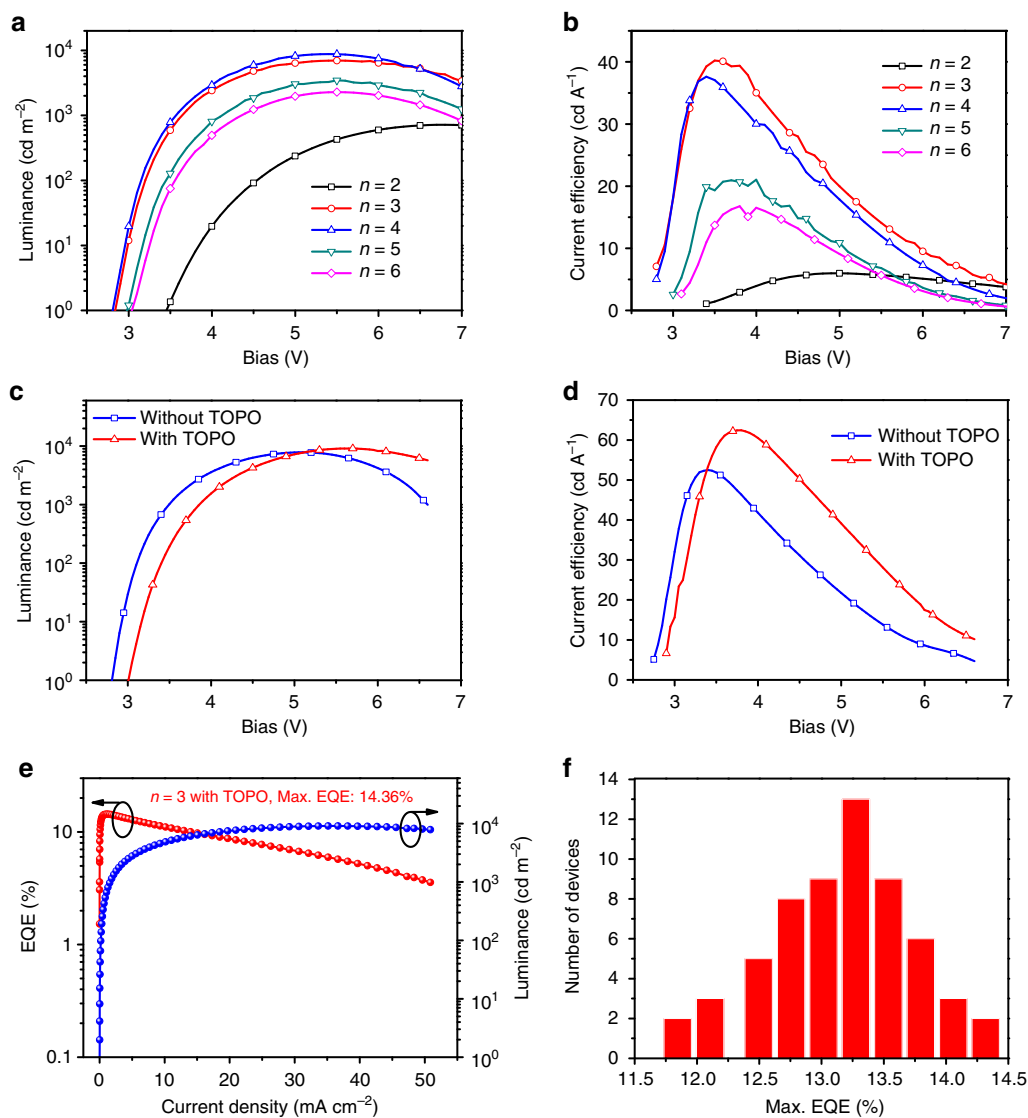 a
10⁴
10³
10²
10¹
10⁰
Luminance (cd m⁻²)
n = 2
n = 3
n = 4
n = 5
n = 6
3 4 5 6 7
Bias (V)
b
40
30
20
10
0
Current efficiency (cd A⁻¹)
n = 2
n = 3
n = 4
n = 5
n = 6
3 4 5 6 7
Bias (V)
c
Without TOPO
With TOPO
10⁴
10³
10²
10¹
10⁰
Luminance (cd m⁻²)
3 4 5 6 7
Bias (V)
d
70
60
50
40
30
20
10
0
Current efficiency (cd A⁻¹)
Without TOPO
With TOPO
3 4 5 6 7
Bias (V)
e
n = 3 with TOPO, Max. EQE: 14.36%
10
1
0.1
EQE (%)
10⁴
10³
10²
10¹
10⁰
Luminance (cd m⁻²)
0 10 20 30 40 50
Current density (mA cm⁻²)
f
14
12
10
8
6
4
2
0
Number of devices
11.5 12.0 12.5 13.0 13.5 14.0 14.5
Max. EQE (%)